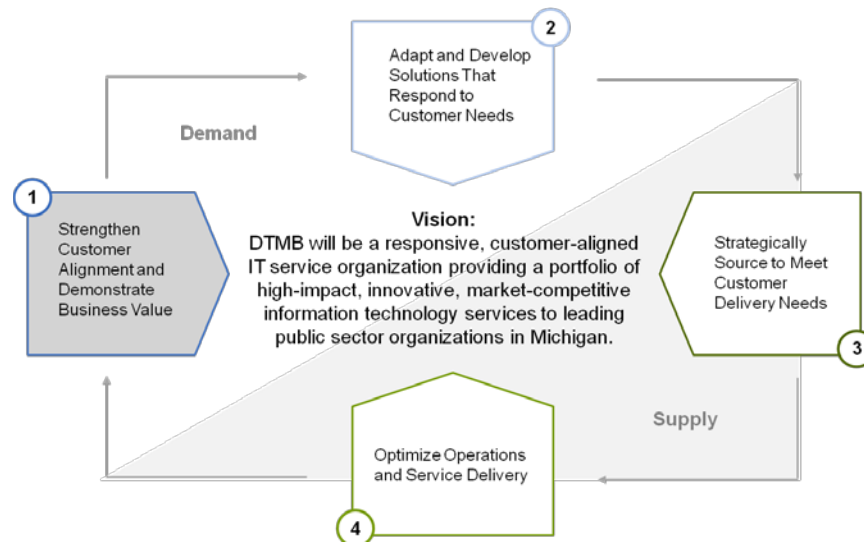 2
Adapt and Develop
Solutions That
Respond to
Customer Needs
Demand
1
Strengthen
Customer
Alignment and
Demonstrate
Business Value
Vision:
DTMB will be a responsive, customer-aligned
IT service organization providing a portfolio of
high-impact, innovative, market-competitive
information technology services to leading
public sector organizations in Michigan.
Strategically
Source to Meet
Customer
Delivery Needs
3
Supply
Optimize Operations
and Service Delivery
4